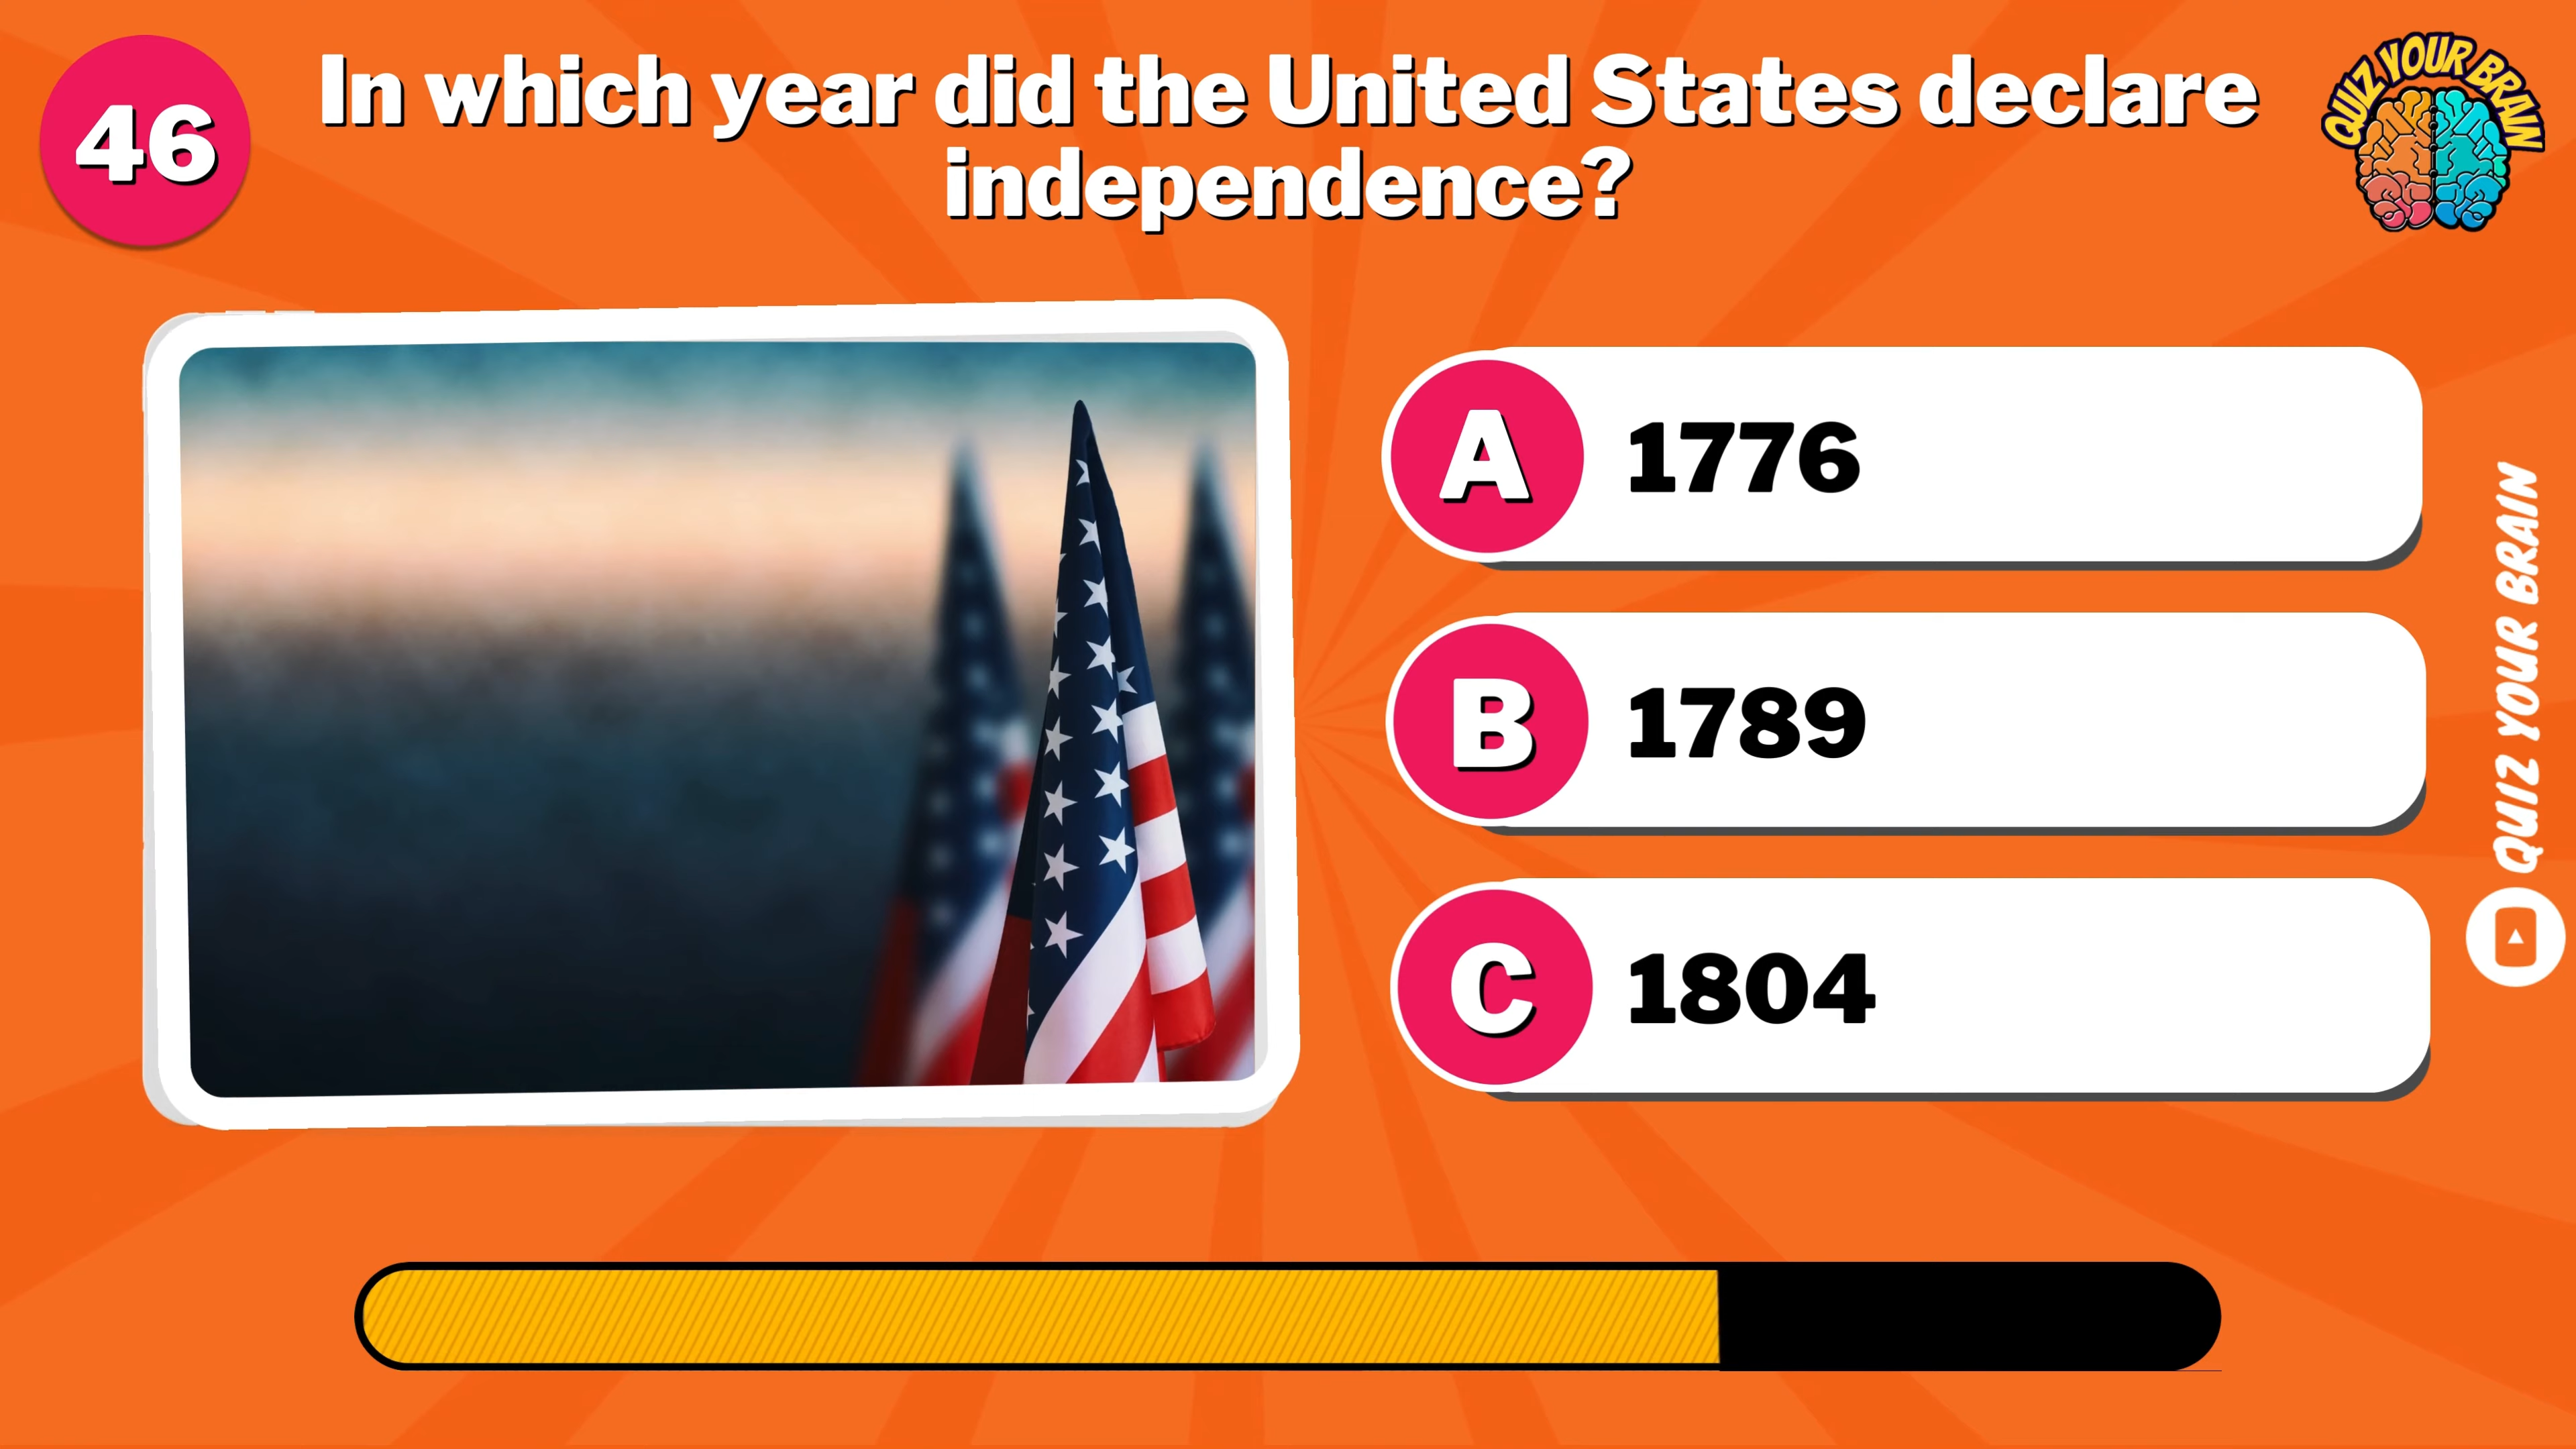 46
In which year did the United States declare
independence?
QUIZ YOUR BRAIN
A 1776
B 1789
C 1804
QUIZ YOUR BRAIN